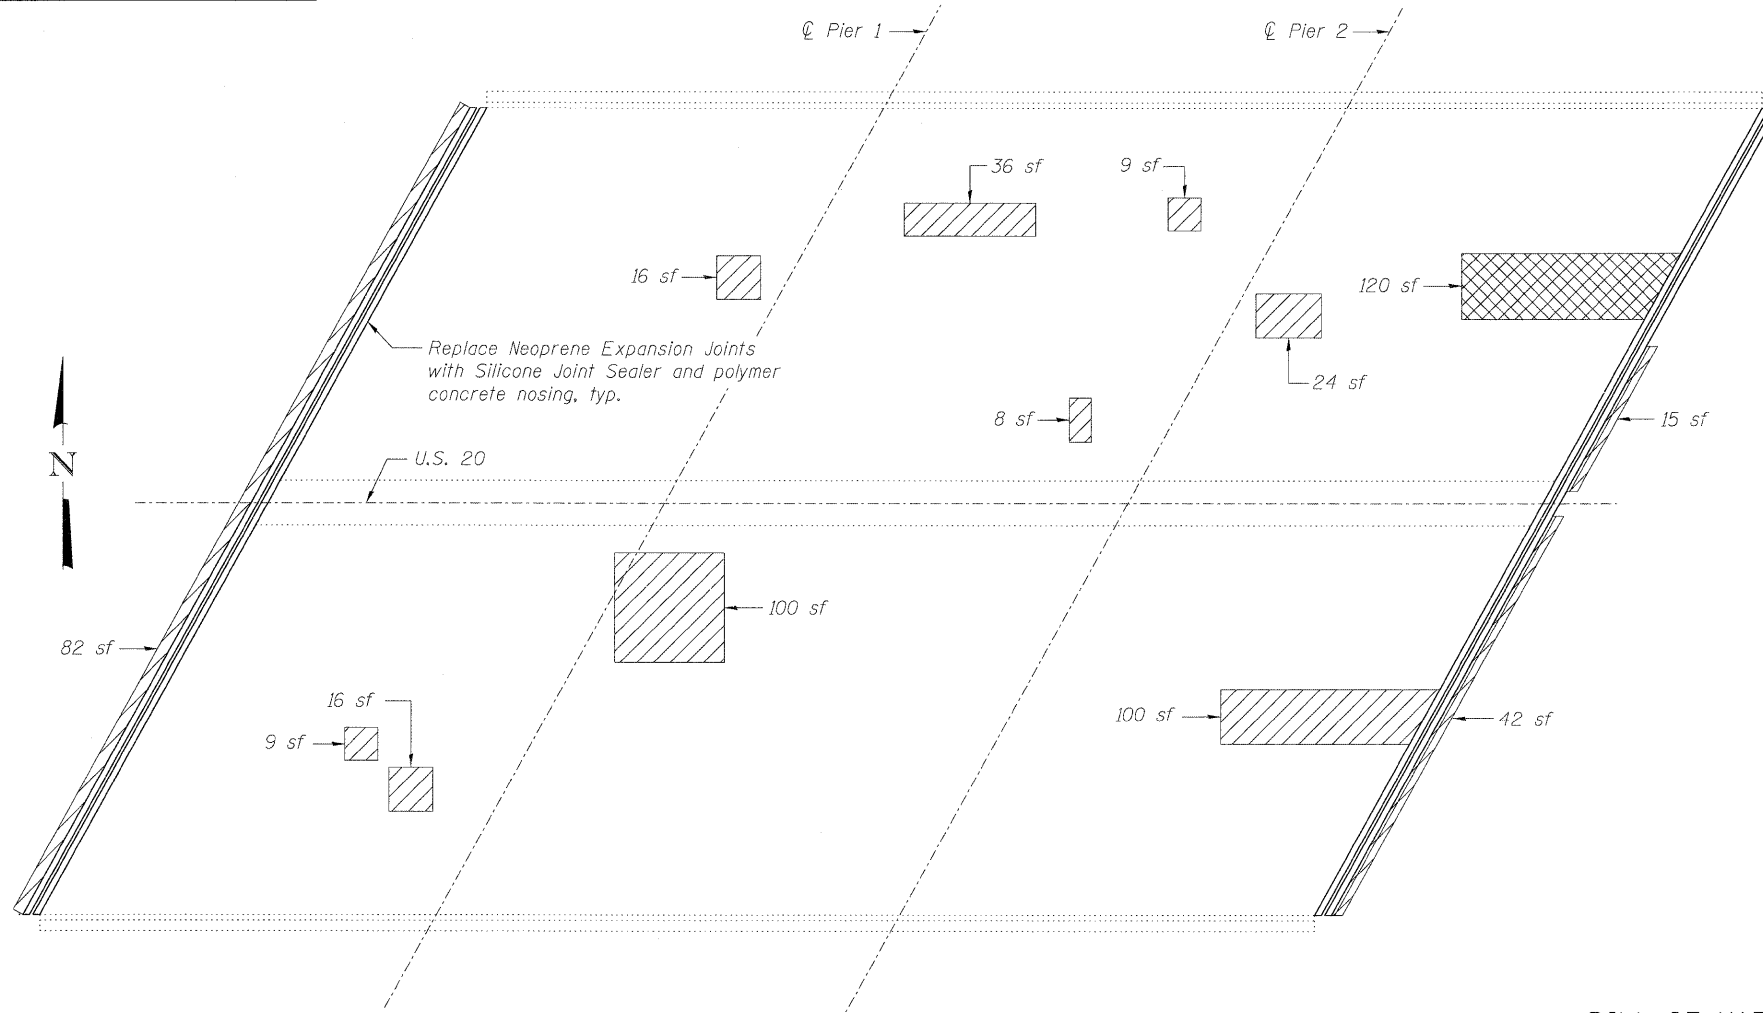 ℄ Pier 1
℄ Pier 2
36 sf
9 sf
16 sf
120 sf
Replace Neoprene Expansion Joints
with Silicone Joint Sealer and polymer
concrete nosing, typ.
24 sf
8 sf
15 sf
N
U.S. 20
100 sf
82 sf
16 sf
9 sf
100 sf
42 sf